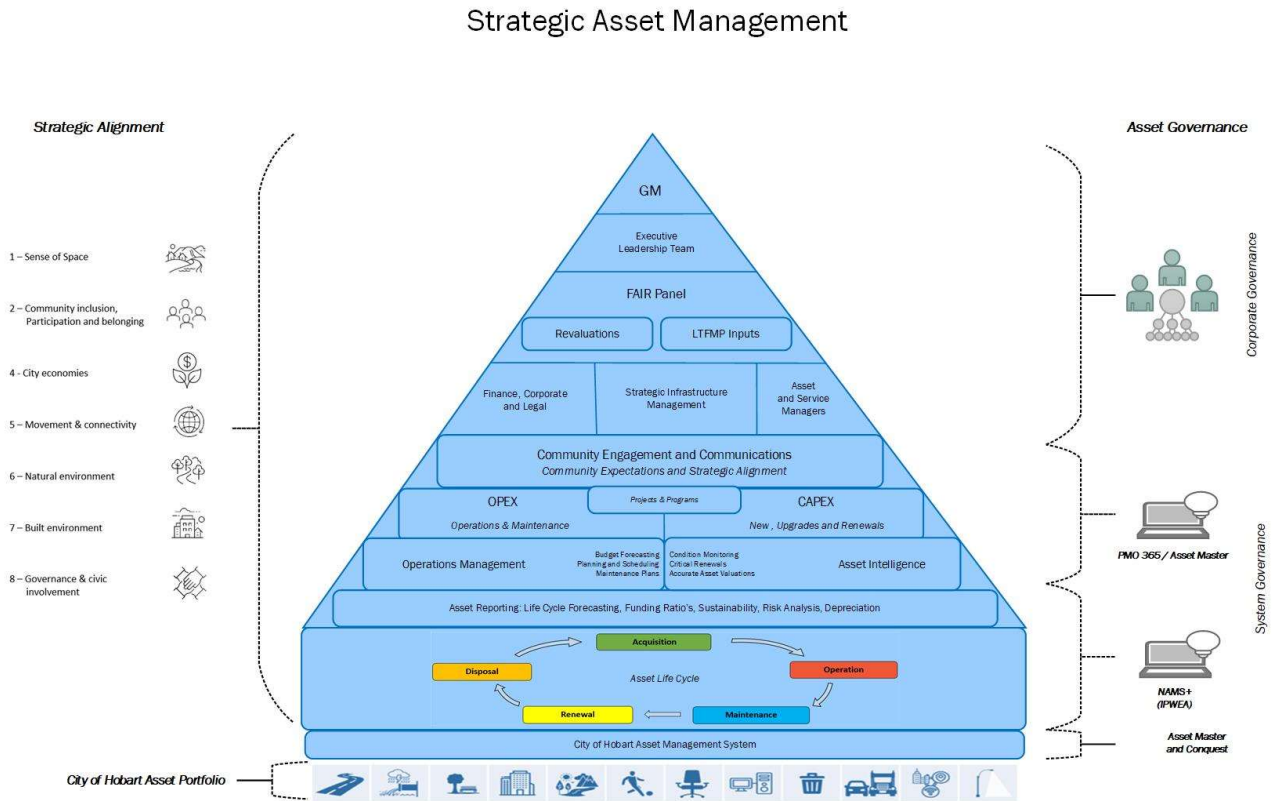 Strategic Asset Management
Strategic Alignment
1 – Sense of Space
2 – Community inclusion,
Participation and belonging
4 - City economies
5 – Movement & connectivity
6 – Natural environment
7 – Built environment
8 – Governance & civic
involvement
GM
Executive
Leadership Team
FAIR Panel
Revaluations
LTFMP Inputs
Finance, Corporate
and Legal
Strategic Infrastructure
Management
Asset
and Service
Managers
Community Engagement and Communications
Community Expectations and Strategic Alignment
OPEX
Operations & Maintenance
Projects & Programs
CAPEX
New , Upgrades and Renewals
Operations Management
Budget Forecasting
Planning and Scheduling
Maintenance Plans
Condition Monitoring
Critical Renewals
Accurate Asset Valuations
Asset Intelligence
Asset Reporting: Life Cycle Forecasting, Funding Ratio's, Sustainability, Risk Analysis, Depreciation
Acquisition
Disposal
Operation
Asset Life Cycle
Renewal
Maintenance
City of Hobart Asset Management System
City of Hobart Asset Portfolio
Asset Governance
Corporate Governance
PMO 365 / Asset Master
System Governance
NAMS+
(IPWEA)
Asset Master
and Conquest